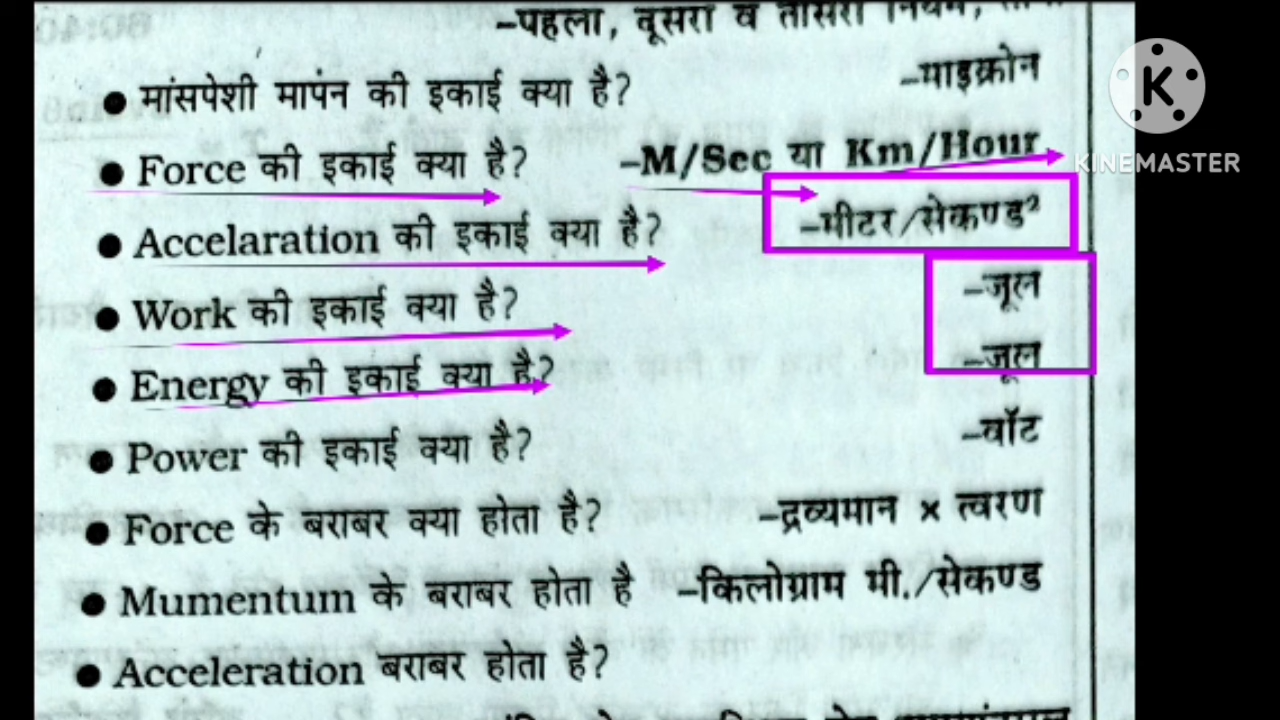 –पहला, दूसरा व तीसरा नियम,
● मांसपेशी मापंन की इकाई क्या है? –माइक्रोन
● Force की इकाई क्या है? –M/Sec या Km/Hour
● Accelaration की इकाई क्या है? –मीटर/सेकण्ड²
● Work की इकाई क्या है? –जूल
● Energy की इकाई क्या है? –जूल
● Power की इकाई क्या है? –वॉट
● Force के बराबर क्या होता है? –द्रव्यमान × त्वरण
● Mumentum के बराबर होता है –किलोग्राम मी./सेकण्ड
● Acceleration बराबर होता है?
K
KINEMASTER